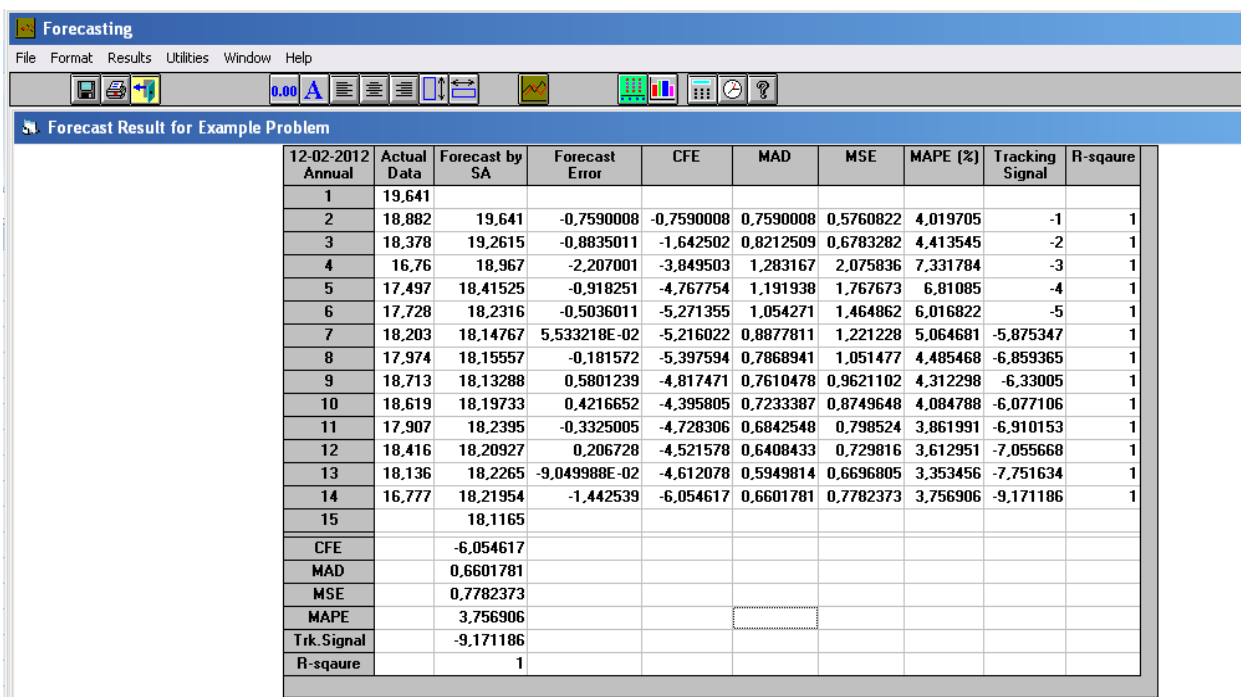 Forecasting
File Format Results Utilities Window Help
0.00 A
Forecast Result for Example Problem
12-02-2012 Annual Actual Data Forecast by SA Forecast Error CFE MAD MSE MAPE (%) Tracking Signal R-sqaure
1 19,641
2 18,882 19,641 -0,7590008 -0,7590008 0,7590008 0,5760822 4,019705 -1 1
3 18,378 19,2615 -0,8835011 -1,642502 0,8212509 0,6783282 4,413545 -2 1
4 16,76 18,967 -2,207001 -3,849503 1,283167 2,075836 7,331784 -3 1
5 17,497 18,41525 -0,918251 -4,767754 1,191938 1,767673 6,81085 -4 1
6 17,728 18,2316 -0,5036011 -5,271355 1,054271 1,464862 6,016822 -5 1
7 18,203 18,14767 5,533218E-02 -5,216022 0,8877811 1,221228 5,064681 -5,875347 1
8 17,974 18,15557 -0,181572 -5,397594 0,7868941 1,051477 4,485468 -6,859365 1
9 18,713 18,13288 0,5801239 -4,817471 0,7610478 0,9621102 4,312298 -6,33005 1
10 18,619 18,19733 0,4216652 -4,395805 0,7233387 0,8749648 4,084788 -6,077106 1
11 17,907 18,2395 -0,3325005 -4,728306 0,6842548 0,798524 3,861991 -6,910153 1
12 18,416 18,20927 0,206728 -4,521578 0,6408433 0,729816 3,612951 -7,055668 1
13 18,136 18,2265 -9,049988E-02 -4,612078 0,5949814 0,6696805 3,353456 -7,751634 1
14 16,777 18,21954 -1,442539 -6,054617 0,6601781 0,7782373 3,756906 -9,171186 1
15 18,1165
CFE -6,054617
MAD 0,6601781
MSE 0,7782373
MAPE 3,756906
Trk.Signal -9,171186
R-sqaure 1